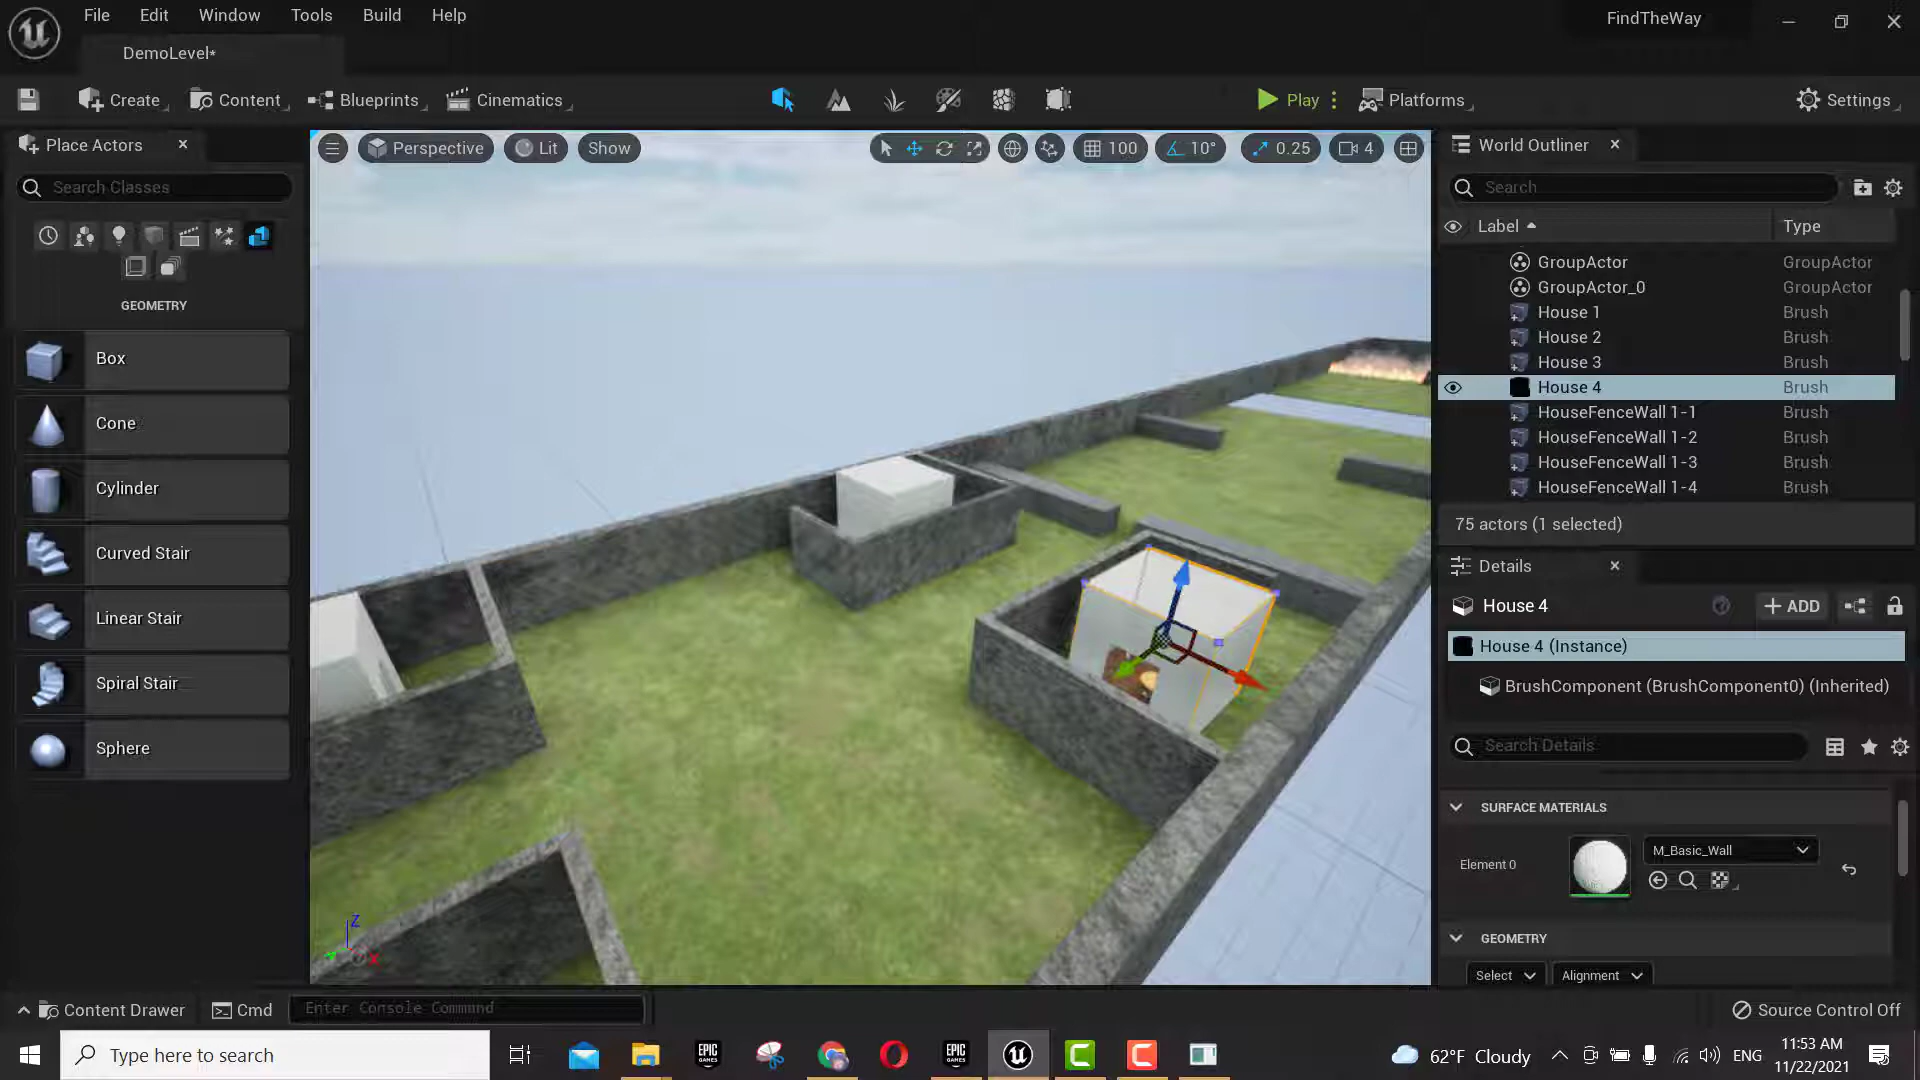 File Edit Window Tools Build Help
FindTheWay
DemoLevel*
Create Content Blueprints Cinematics
Play Platforms Settings
Place Actors
Search Classes
GEOMETRY
Box
Cone
Cylinder
Curved Stair
Linear Stair
Spiral Stair
Sphere
Perspective Lit Show
100 10° 0.25 4
Z
X
World Outliner
Search
Label Type
GroupActor GroupActor
GroupActor_0 GroupActor
House 1 Brush
House 2 Brush
House 3 Brush
House 4 Brush
HouseFenceWall 1-1 Brush
HouseFenceWall 1-2 Brush
HouseFenceWall 1-3 Brush
HouseFenceWall 1-4 Brush
75 actors (1 selected)
Details
House 4 + ADD
House 4 (Instance)
BrushComponent (BrushComponent0) (Inherited)
Search Details
SURFACE MATERIALS
Element 0 M_Basic_Wall
GEOMETRY
Select Alignment
Content Drawer Cmd Enter Console Command
Source Control Off
Type here to search
EPIC GAMES
EPIC GAMES
62°F Cloudy ENG
11:53 AM
11/22/2021